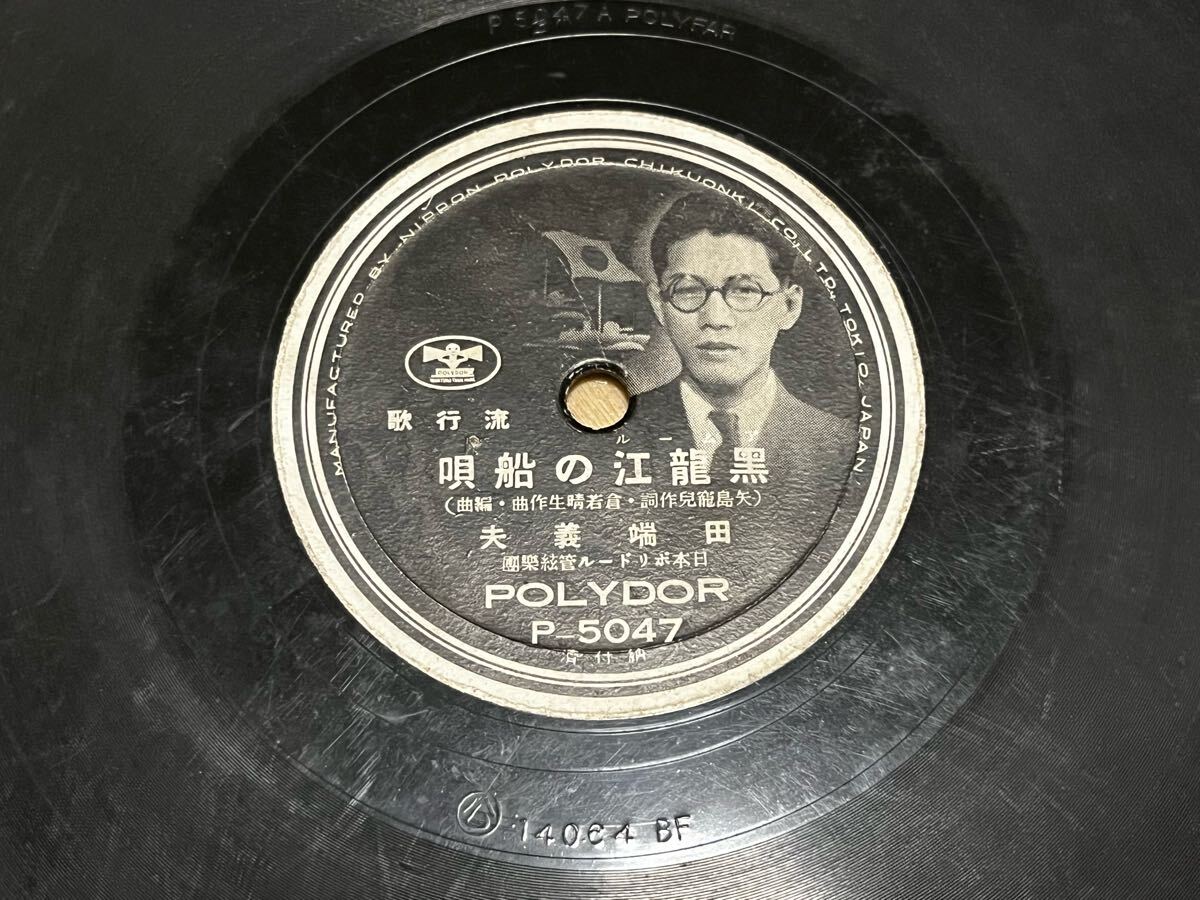 P 5047 A POLYFAR
2
MANUFACTURED BY NIPPON POLYDOR CHIKUONKI CO., LTD., TOKIO, JAPAN
POLYDOR
流行歌
アムール
黑龍江の船唄
(矢島寵兒作詞・倉若晴生作曲・編曲)
田端義夫
日本ポリドール管絃樂團
POLYDOR
P-5047
納付済
14064 BF